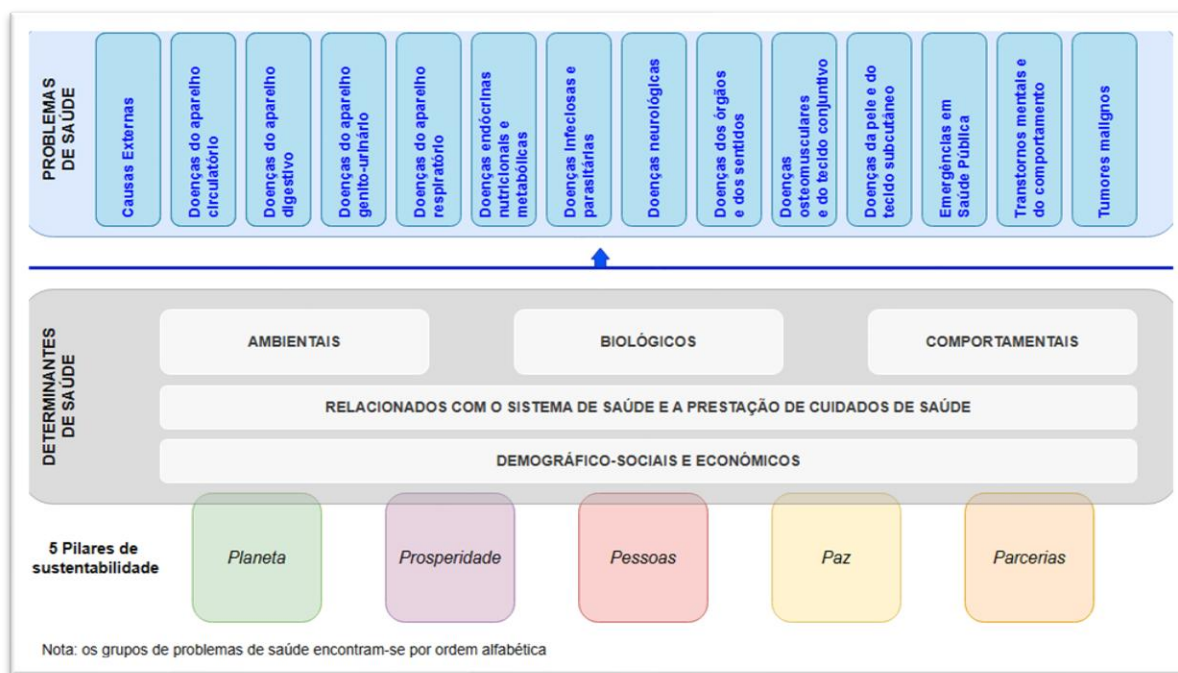 PROBLEMAS
DE SAÚDE
Causas Externas
Doenças do aparelho
circulatório
Doenças do aparelho
digestivo
Doenças do aparelho
genito-urinário
Doenças do aparelho
respiratório
Doenças endócrinas
nutricionais e
metabólicas
Doenças Infeciosas e
parasitárias
Doenças neurológicas
Doenças dos órgãos
e dos sentidos
Doenças
osteomusculares
e do tecido conjuntivo
Doenças da pele e do
tecido subcutâneo
Emergências em
Saúde Pública
Transtornos mentais e
do comportamento
Tumores malignos
DETERMINANTES
DE SAÚDE
AMBIENTAIS
BIOLÓGICOS
COMPORTAMENTAIS
RELACIONADOS COM O SISTEMA DE SAÚDE E A PRESTAÇÃO DE CUIDADOS DE SAÚDE
DEMOGRÁFICO-SOCIAIS E ECONÓMICOS
5 Pilares de
sustentabilidade
Planeta
Prosperidade
Pessoas
Paz
Parcerias
Nota: os grupos de problemas de saúde encontram-se por ordem alfabética